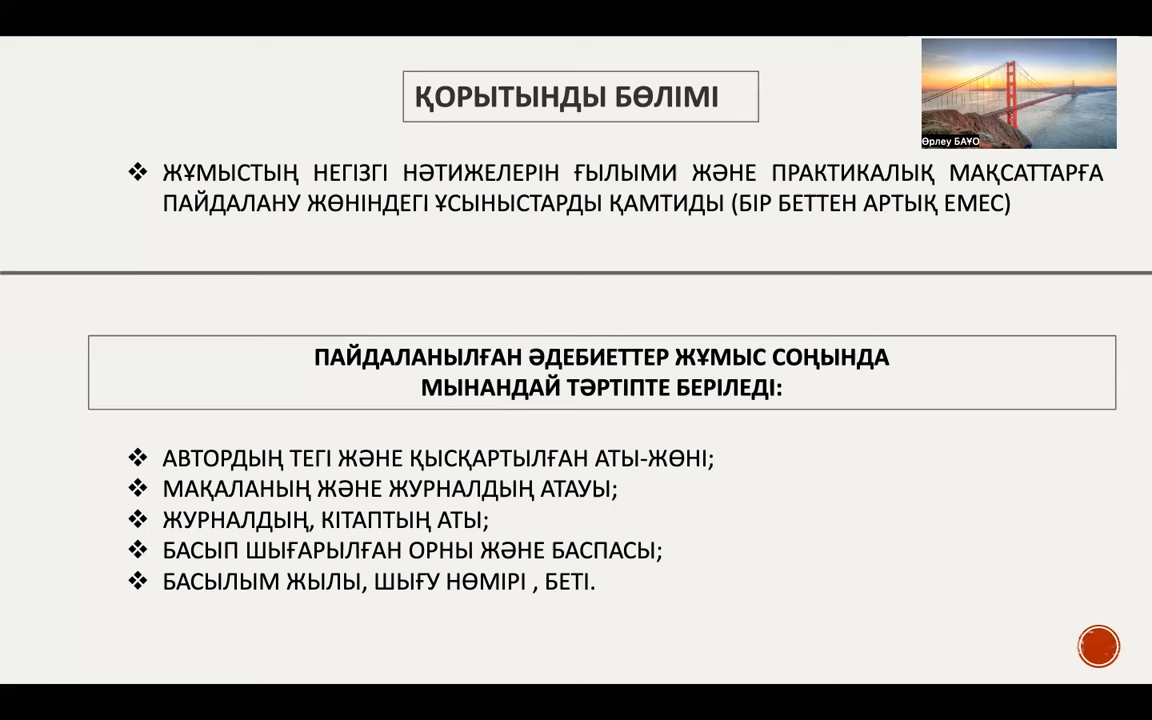 ҚОРЫТЫНДЫ БӨЛІМІ
Өрлеу БАҰО
❖ ЖҰМЫСТЫҢ НЕГІЗГІ НӘТИЖЕЛЕРІН ҒЫЛЫМИ ЖӘНЕ ПРАКТИКАЛЫҚ МАҚСАТТАРҒА
ПАЙДАЛАНУ ЖӨНІНДЕГІ ҰСЫНЫСТАРДЫ ҚАМТИДЫ (БІР БЕТТЕН АРТЫҚ ЕМЕС)
ПАЙДАЛАНЫЛҒАН ӘДЕБИЕТТЕР ЖҰМЫС СОҢЫНДА
МЫНАНДАЙ ТӘРТІПТЕ БЕРІЛЕДІ:
❖ АВТОРДЫҢ ТЕГІ ЖӘНЕ ҚЫСҚАРТЫЛҒАН АТЫ-ЖӨНІ;
❖ МАҚАЛАНЫҢ ЖӘНЕ ЖУРНАЛДЫҢ АТАУЫ;
❖ ЖУРНАЛДЫҢ, КІТАПТЫҢ АТЫ;
❖ БАСЫП ШЫҒАРЫЛҒАН ОРНЫ ЖӘНЕ БАСПАСЫ;
❖ БАСЫЛЫМ ЖЫЛЫ, ШЫҒУ НӨМІРІ , БЕТІ.